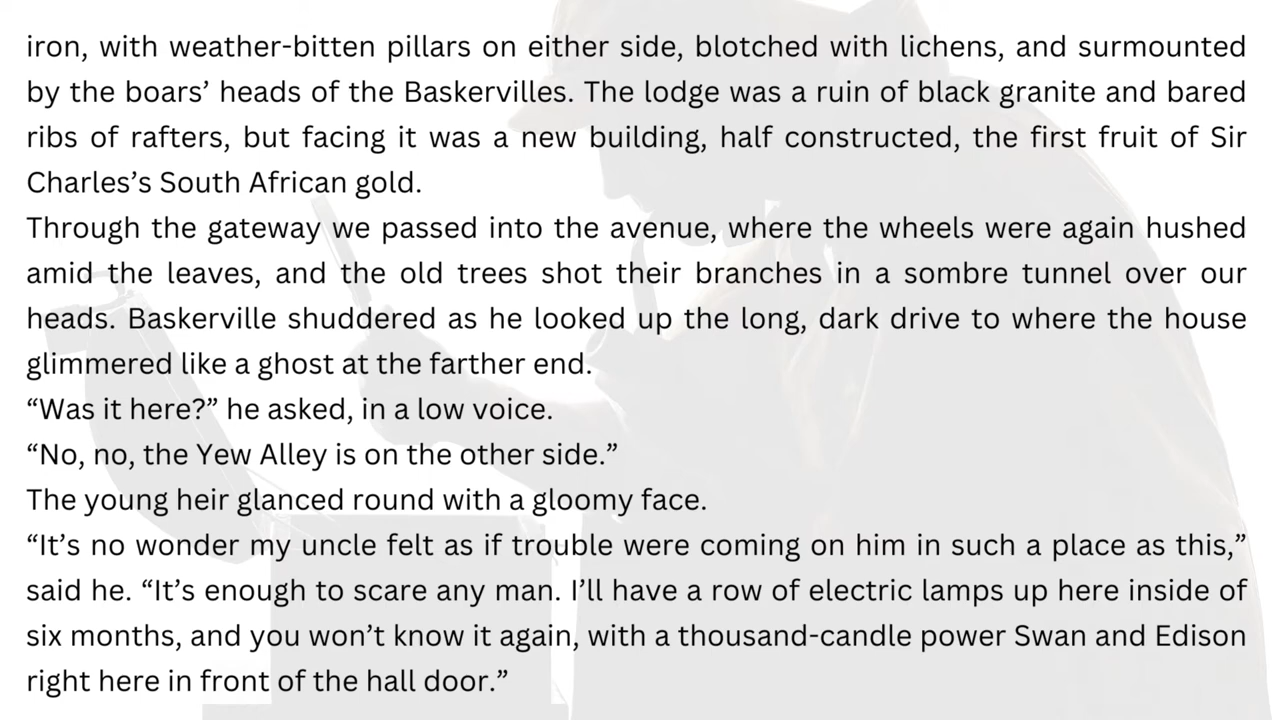 iron, with weather-bitten pillars on either side, blotched with lichens, and surmounted
by the boars’ heads of the Baskervilles. The lodge was a ruin of black granite and bared
ribs of rafters, but facing it was a new building, half constructed, the first fruit of Sir
Charles’s South African gold.
Through the gateway we passed into the avenue, where the wheels were again hushed
amid the leaves, and the old trees shot their branches in a sombre tunnel over our
heads. Baskerville shuddered as he looked up the long, dark drive to where the house
glimmered like a ghost at the farther end.
“Was it here?” he asked, in a low voice.
“No, no, the Yew Alley is on the other side.”
The young heir glanced round with a gloomy face.
“It’s no wonder my uncle felt as if trouble were coming on him in such a place as this,”
said he. “It’s enough to scare any man. I’ll have a row of electric lamps up here inside of
six months, and you won’t know it again, with a thousand-candle power Swan and Edison
right here in front of the hall door.”